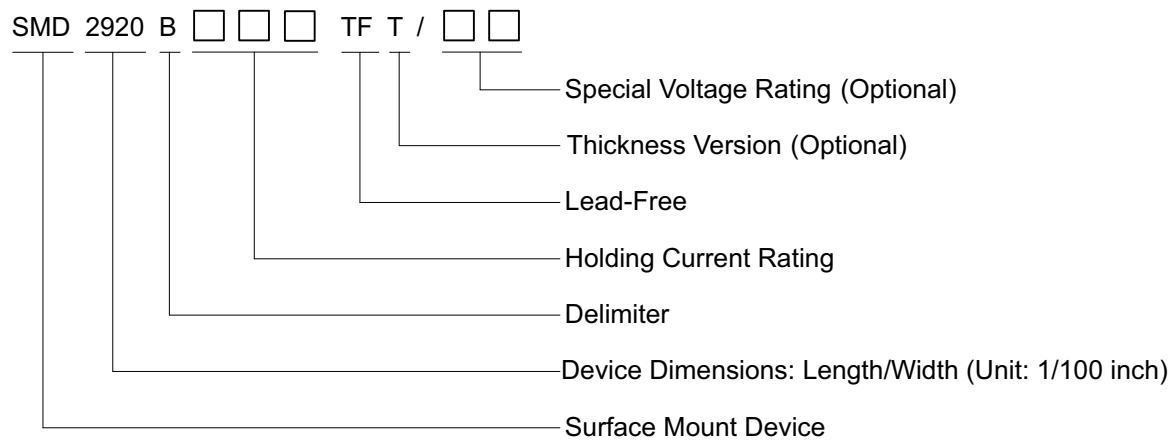 SMD 2920 B □ □ □ TF T / □ □
Special Voltage Rating (Optional)
Thickness Version (Optional)
Lead-Free
Holding Current Rating
Delimiter
Device Dimensions: Length/Width (Unit: 1/100 inch)
Surface Mount Device